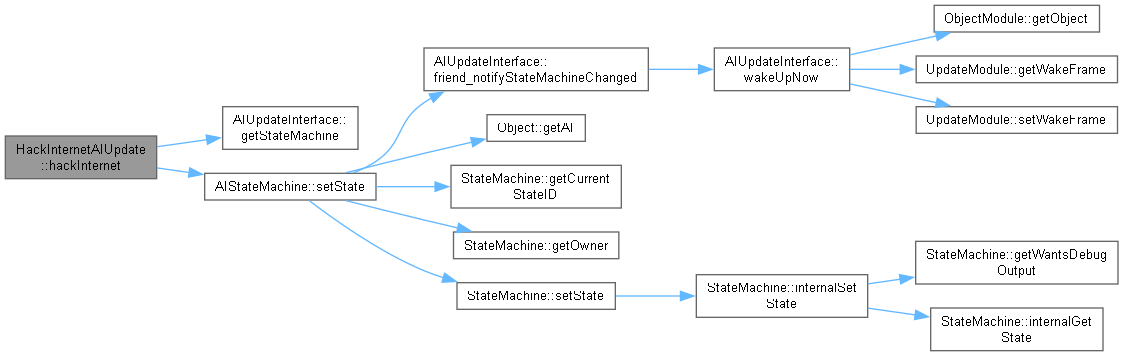 HackInternetAIUpdate
::hackInternet
AIUpdateInterface::
getStateMachine
AIStateMachine::setState
AIUpdateInterface::
friend_notifyStateMachineChanged
Object::getAI
StateMachine::getCurrent
StateID
StateMachine::getOwner
StateMachine::setState
AIUpdateInterface::
wakeUpNow
StateMachine::internalSet
State
ObjectModule::getObject
UpdateModule::getWakeFrame
UpdateModule::setWakeFrame
StateMachine::getWantsDebug
Output
StateMachine::internalGet
State